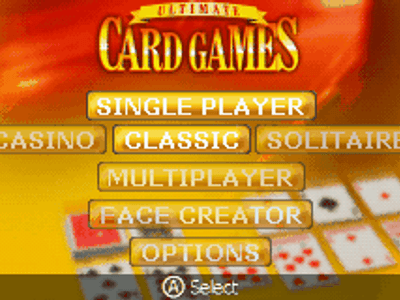 ULTIMATE
CARD GAMES
SINGLE PLAYER
CASINO CLASSIC SOLITAIRE
MULTIPLAYER
FACE CREATOR
OPTIONS
A Select